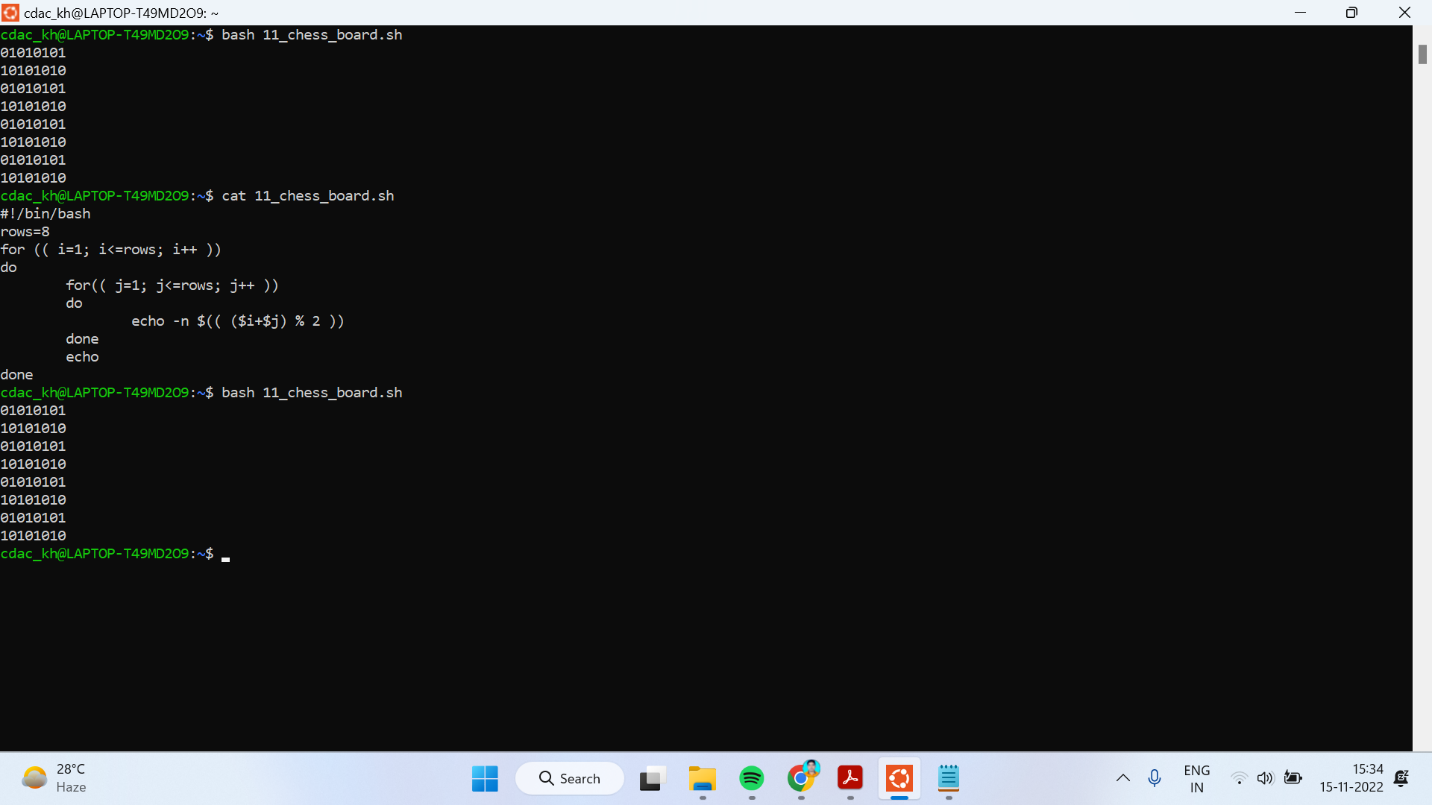 cdac_kh@LAPTOP-T49MD2O9: ~
cdac_kh@LAPTOP-T49MD2O9:~$ bash 11_chess_board.sh
01010101
10101010
01010101
10101010
01010101
10101010
01010101
10101010
cdac_kh@LAPTOP-T49MD2O9:~$ cat 11_chess_board.sh
#!/bin/bash
rows=8
for (( i=1; i<=rows; i++ ))
do
        for(( j=1; j<=rows; j++ ))
        do
                echo -n $(( ($i+$j) % 2 ))
        done
        echo
done
cdac_kh@LAPTOP-T49MD2O9:~$ bash 11_chess_board.sh
01010101
10101010
01010101
10101010
01010101
10101010
01010101
10101010
cdac_kh@LAPTOP-T49MD2O9:~$ _
28°C
Haze
Search
ENG
IN
15:34
15-11-2022